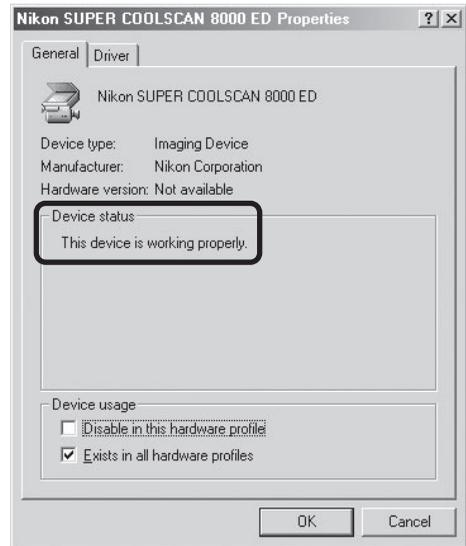 Nikon SUPER COOLSCAN 8000 ED Properties
General
Driver
Nikon SUPER COOLSCAN 8000 ED
Device type: Imaging Device
Manufacturer: Nikon Corporation
Hardware version: Not available
Device status
This device is working properly.
Device usage
Disable in this hardware profile
Exists in all hardware profiles
OK
Cancel